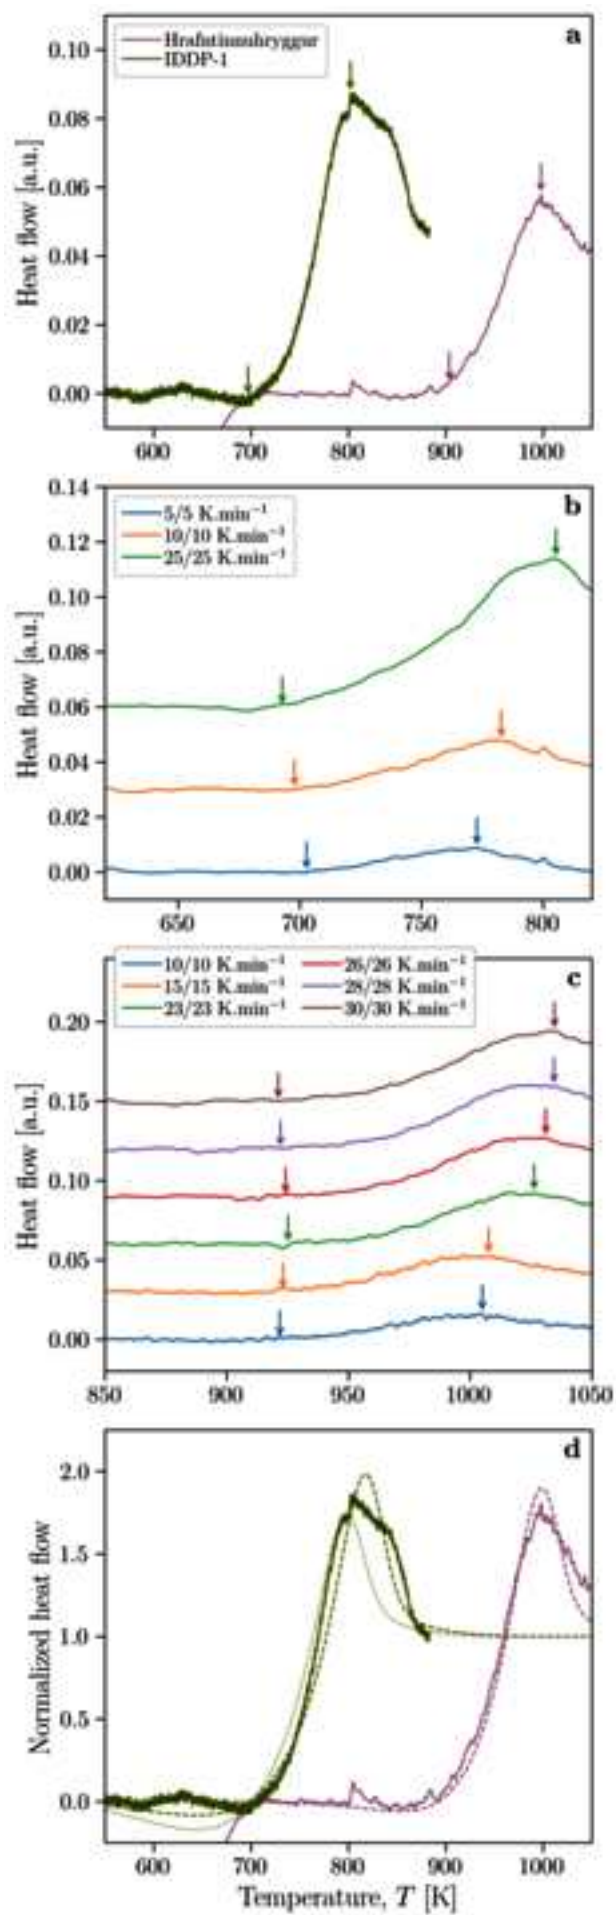 a
Hrafntinnuhryggur
IDDP-1
0.10
0.08
0.06
0.04
0.02
0.00
Heat flow [a.u.]
600 700 800 900 1000
b
5/5 K.min⁻¹
10/10 K.min⁻¹
25/25 K.min⁻¹
0.14
0.12
0.10
0.08
0.06
0.04
0.02
0.00
Heat flow [a.u.]
650 700 750 800
c
10/10 K.min⁻¹ 26/26 K.min⁻¹
15/15 K.min⁻¹ 28/28 K.min⁻¹
23/23 K.min⁻¹ 30/30 K.min⁻¹
0.20
0.15
0.10
0.05
0.00
Heat flow [a.u.]
850 900 950 1000 1050
d
2.0
1.5
1.0
0.5
0.0
Normalized heat flow
600 700 800 900 1000
Temperature, T [K]